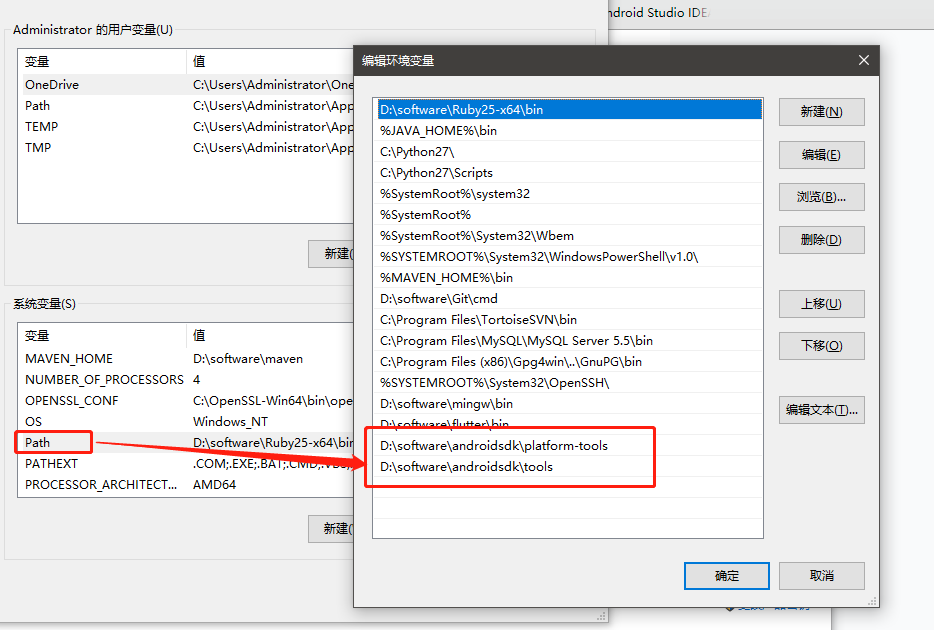 ndroid Studio IDE
Administrator 的用户变量(U)
变量 值
OneDrive C:\Users\Administrator\One
Path C:\Users\Administrator\App
TEMP C:\Users\Administrator\App
TMP C:\Users\Administrator\App
新建(
系统变量(S)
变量 值
MAVEN_HOME D:\software\maven
NUMBER_OF_PROCESSORS 4
OPENSSL_CONF C:\OpenSSL-Win64\bin\ope
OS Windows_NT
Path D:\software\Ruby25-x64\bin
PATHEXT .COM;.EXE;.BAT;.CMD;.VBS;
PROCESSOR_ARCHITECT... AMD64
新建(
编辑环境变量
D:\software\Ruby25-x64\bin
%JAVA_HOME%\bin
C:\Python27\
C:\Python27\Scripts
%SystemRoot%\system32
%SystemRoot%
%SystemRoot%\System32\Wbem
%SYSTEMROOT%\System32\WindowsPowerShell\v1.0\
%MAVEN_HOME%\bin
D:\software\Git\cmd
C:\Program Files\TortoiseSVN\bin
C:\Program Files\MySQL\MySQL Server 5.5\bin
C:\Program Files (x86)\Gpg4win\..\GnuPG\bin
%SYSTEMROOT%\System32\OpenSSH\
D:\software\mingw\bin
D:\software\flutter\bin
D:\software\androidsdk\platform-tools
D:\software\androidsdk\tools
新建(N)
编辑(E)
浏览(B)...
删除(D)
上移(U)
下移(O)
编辑文本(T)...
确定
取消